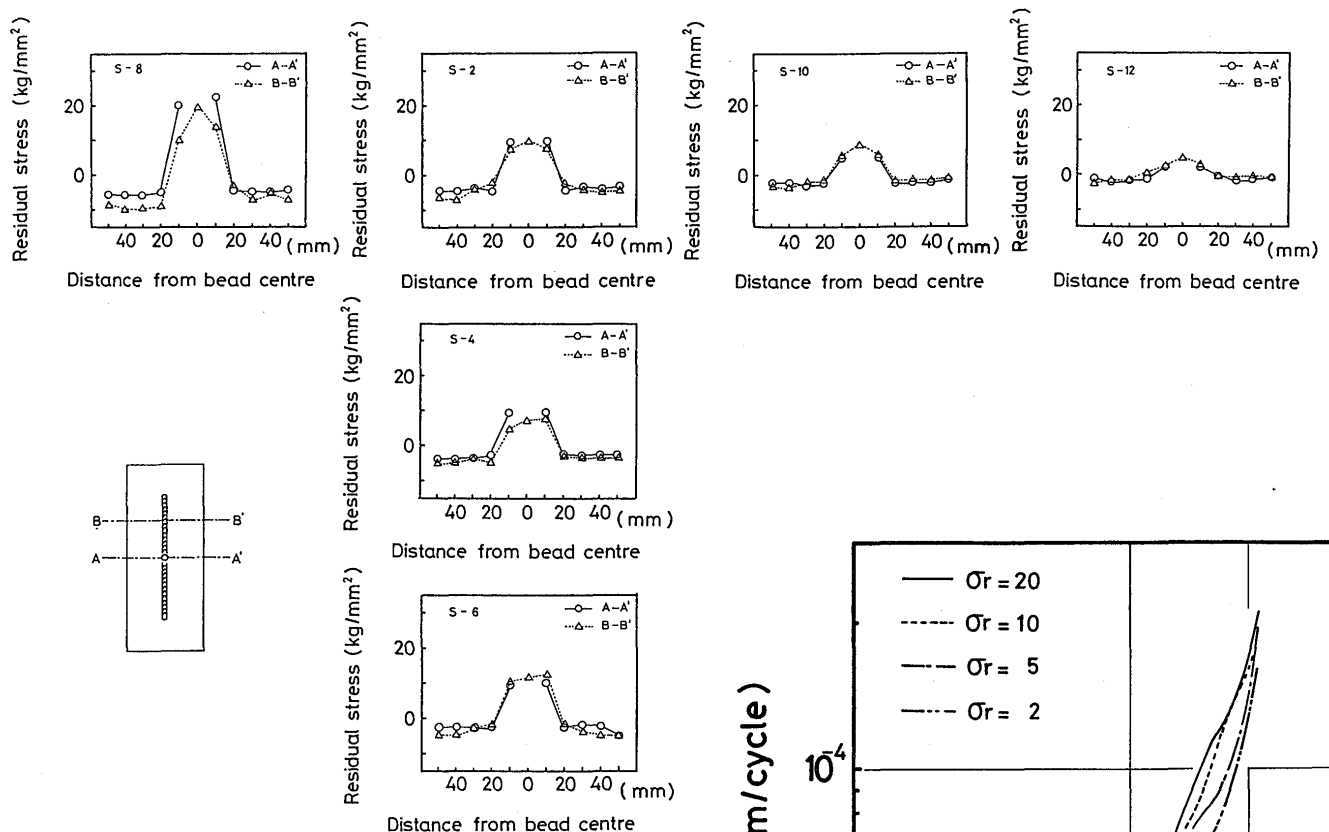 Residual stress (kg/mm²)
S-8
A-A'
B-B'
20
0
40 20 0 20 40 (mm)
Distance from bead centre
Residual stress (kg/mm²)
S-2
A-A'
B-B'
20
0
40 20 0 20 40 (mm)
Distance from bead centre
Residual stress (kg/mm²)
S-10
A-A'
B-B'
20
0
40 20 0 20 40 (mm)
Distance from bead centre
Residual stress (kg/mm²)
S-12
A-A'
B-B'
20
0
40 20 0 20 40 (mm)
Distance from bead centre
Residual stress (kg/mm²)
S-4
A-A'
B-B'
20
0
40 20 0 20 40 (mm)
Distance from bead centre
B B'
A A'
Residual stress (kg/mm²)
S-6
A-A'
B-B'
20
0
40 20 0 20 40 (mm)
Distance from bead centre
σr = 20
σr = 10
σr = 5
σr = 2
m/cycle)
10⁻⁴